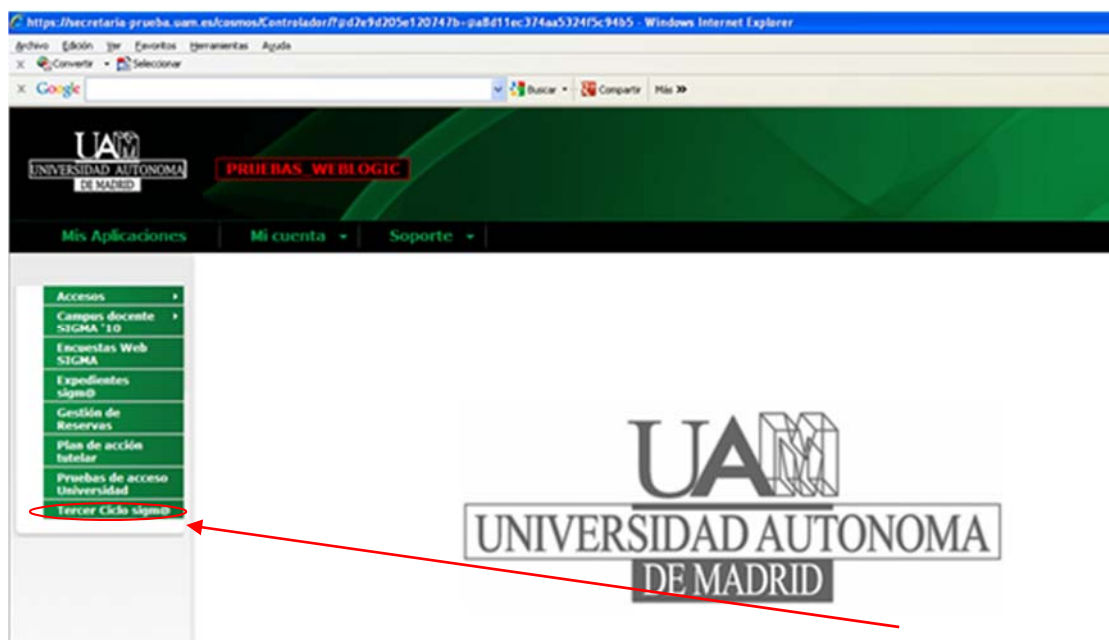 https://secretaria-prueba.uam.es/cosmos/Controlador/?@d2e9d205e120747b~@a8d11ec374aa5324f5c94b5 - Windows Internet Explorer
Archivo Edición Ver Favoritos Herramientas Ayuda
x Convertir Seleccionar
x Google Buscar Compartir Más »
UAM
UNIVERSIDAD AUTONOMA
DE MADRID
PRUEBAS_WEBLOGIC
Mis Aplicaciones Mi cuenta Soporte
Accesos
Campus docente
SIGMA '10
Encuestas Web
SIGMA
Expedientes
sigm@
Gestión de
Reservas
Plan de acción
tutelar
Pruebas de acceso
Universidad
Tercer Ciclo sigm@
UAM
UNIVERSIDAD AUTONOMA
DE MADRID